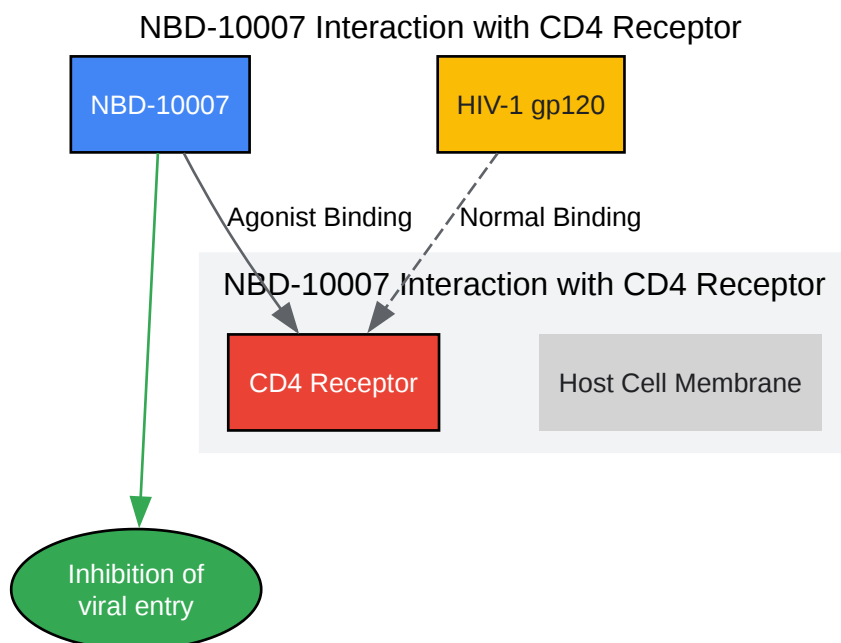 NBD-10007 Interaction with CD4 Receptor
NBD-10007
HIV-1 gp120
Agonist Binding
Normal Binding
NBD-10007 Interaction with CD4 Receptor
CD4 Receptor
Host Cell Membrane
Inhibition of
viral entry